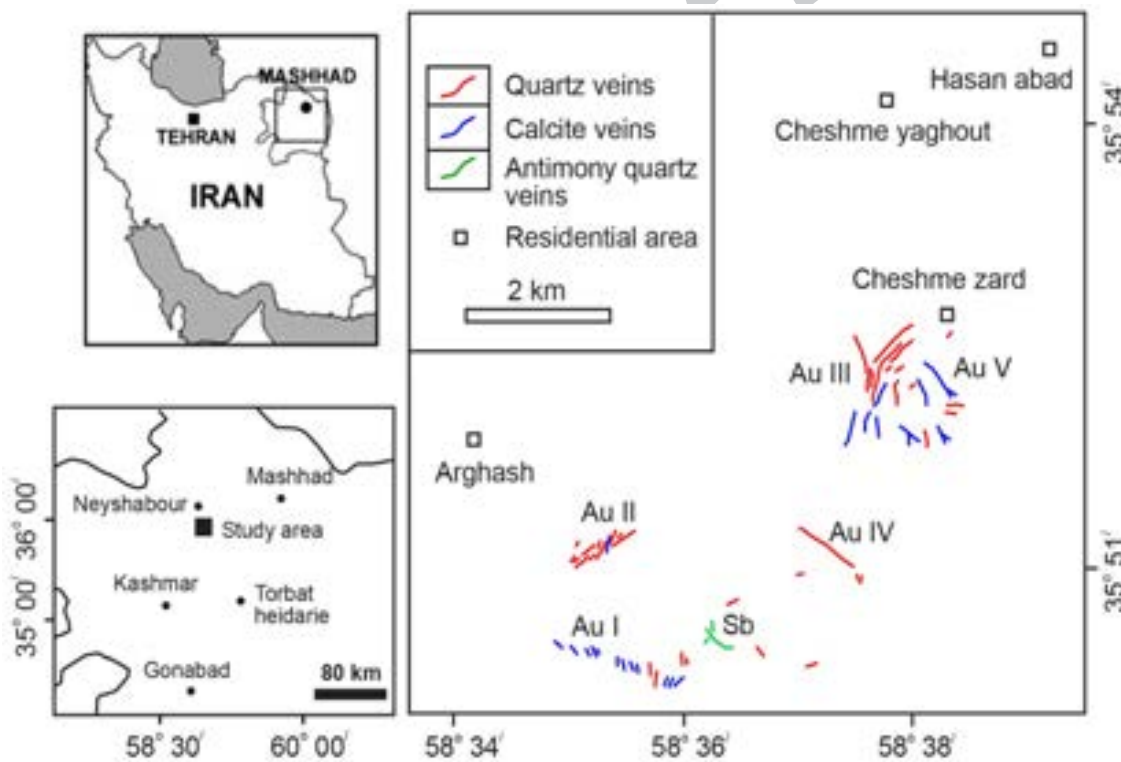 MASHHAD
TEHRAN
IRAN
Quartz veins
Calcite veins
Antimony quartz
veins
Residential area
2 km
Hasan abad
Cheshme yaghout
Cheshme zard
Au III
Au V
Arghash
Au II
Au IV
Au I
Sb
35° 54′
35° 51′
58° 34
58° 36
58° 38
Mashhad
Neyshabour
Study area
Kashmar
Torbat
heidarie
Gonabad
80 km
36° 00′
35° 00′
58° 30′
60° 00′